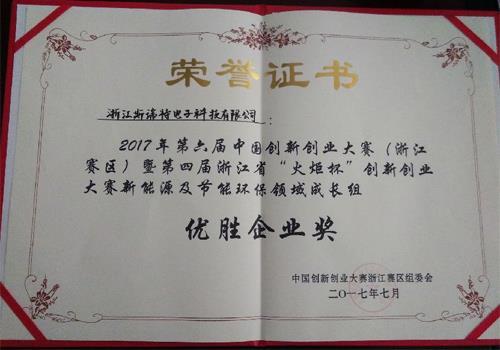 荣誉证书
浙江斯诺特电子科技有限公司:
2017年第六届中国创新创业大赛(浙江
赛区)暨第四届浙江省“火炬杯”创新创业
大赛新能源及节能环保领域成长组
优胜企业奖
中国创新创业大赛浙江赛区组委会
二〇一七年七月